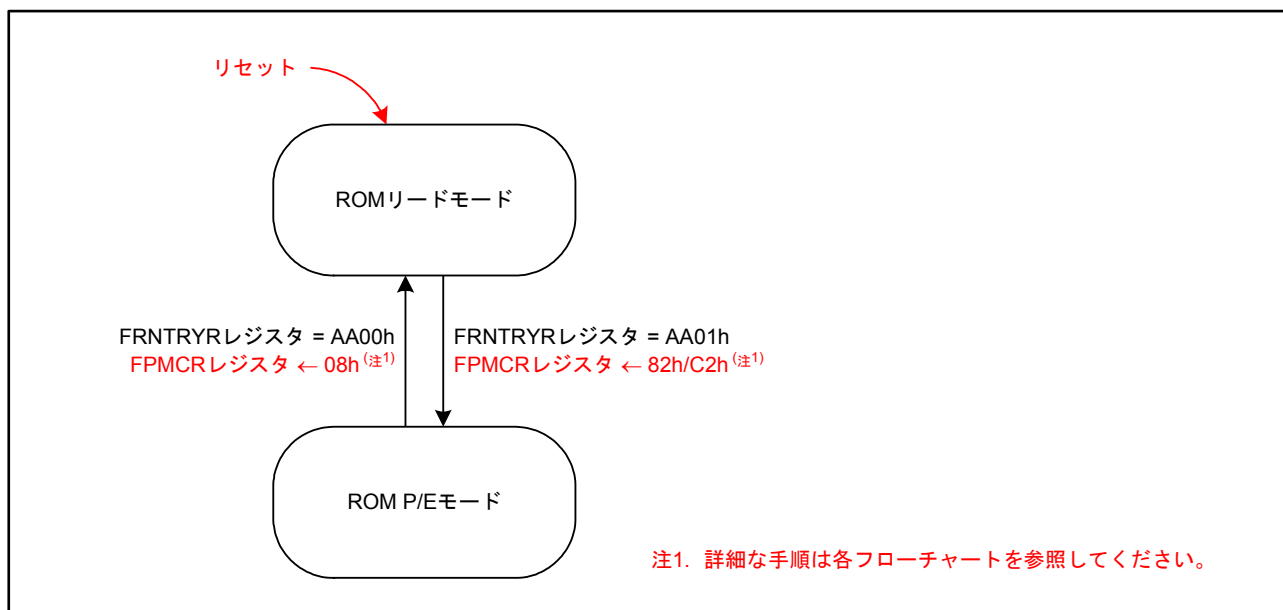 リセット
ROMリードモード
FRNTRYRレジスタ = AA00h
FPMCRレジスタ ← 08h (注1)
FRNTRYRレジスタ = AA01h
FPMCRレジスタ ← 82h/C2h (注1)
ROM P/Eモード
注1. 詳細な手順は各フローチャートを参照してください。